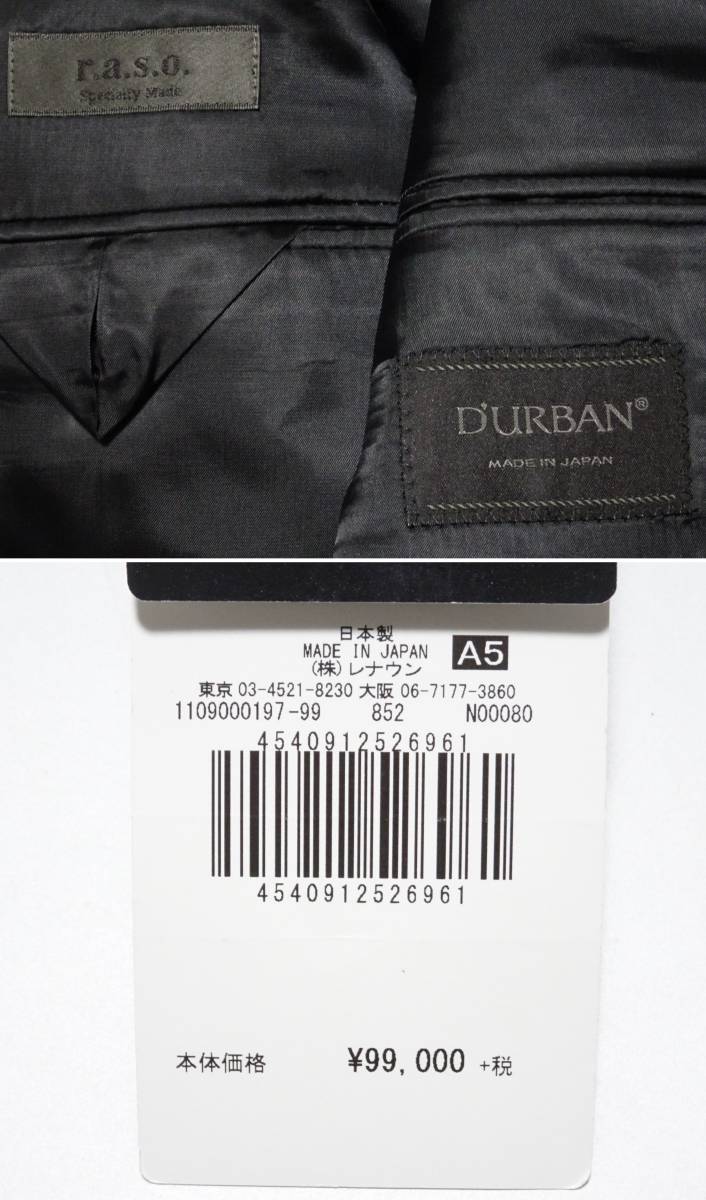 r.a.s.o.
Specially Made
D'URBAN®
MADE IN JAPAN
日本製
MADE IN JAPAN A5
(株)レナウン
東京 03-4521-8230 大阪 06-7177-3860
1109000197-99 852 N00080
4540912526961
4540912526961
本体価格 ¥99,000 +税